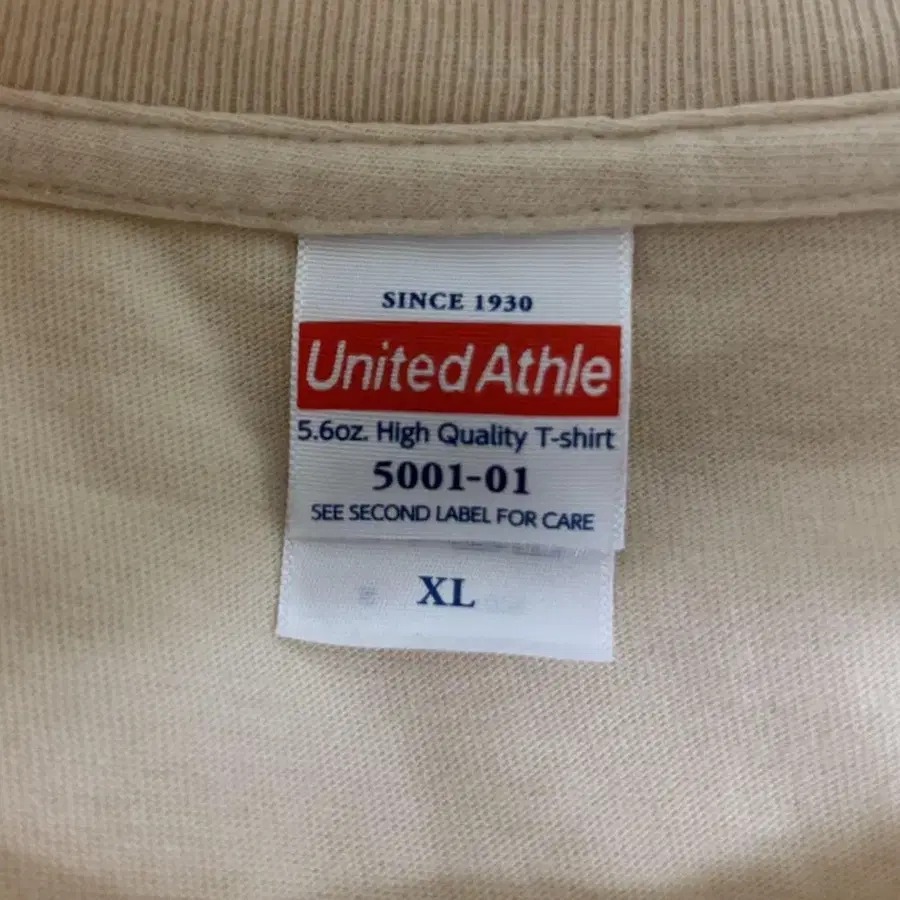 SINCE 1930
United Athle
5.6oz. High Quality T-shirt
5001-01
SEE SECOND LABEL FOR CARE
XL